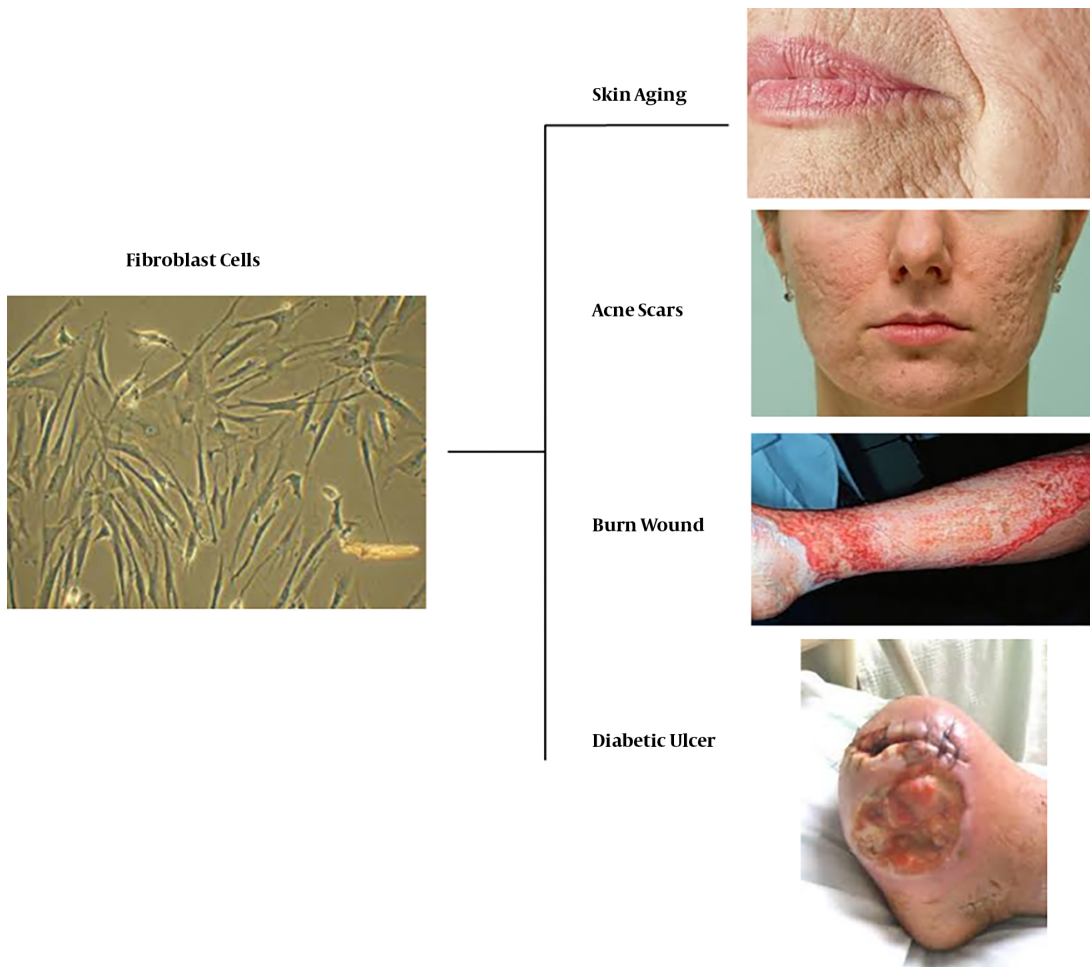 Skin Aging
Fibroblast Cells
Acne Scars
Burn Wound
Diabetic Ulcer